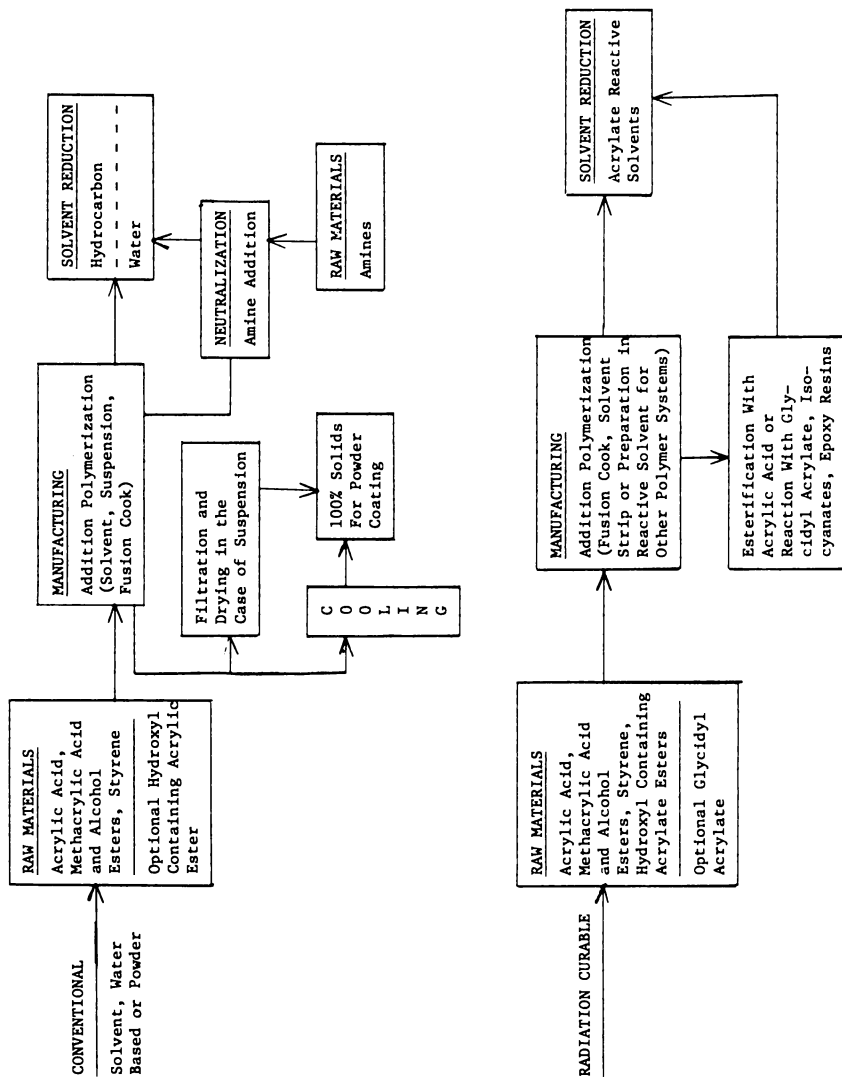 CONVENTIONAL
Solvent, Water
Based or Powder
RAW MATERIALS
Acrylic Acid,
Methacrylic Acid
and Alcohol
Esters, Styrene
Optional Hydroxyl
Containing Acrylic
Ester
MANUFACTURING
Addition Polymerization
(Solvent, Suspension,
Fusion Cook)
SOLVENT REDUCTION
Hydrocarbon
Water
NEUTRALIZATION
Amine Addition
RAW MATERIALS
Amines
Filtration and
Drying in the
Case of Suspension
COOLING
100% Solids
For Powder
Coating
RADIATION CURABLE
RAW MATERIALS
Acrylic Acid,
Methacrylic Acid
and Alcohol
Esters, Styrene,
Hydroxyl Containing
Acrylate Esters
Optional Glycidyl
Acrylate
MANUFACTURING
Addition Polymerization
(Fusion Cook, Solvent
Strip or Preparation in
Reactive Solvent for
Other Polymer Systems)
Esterification With
Acrylic Acid or
Reaction With Gly-
cidyl Acrylate, Iso-
cyanates, Epoxy Resins
SOLVENT REDUCTION
Acrylate Reactive
Solvents